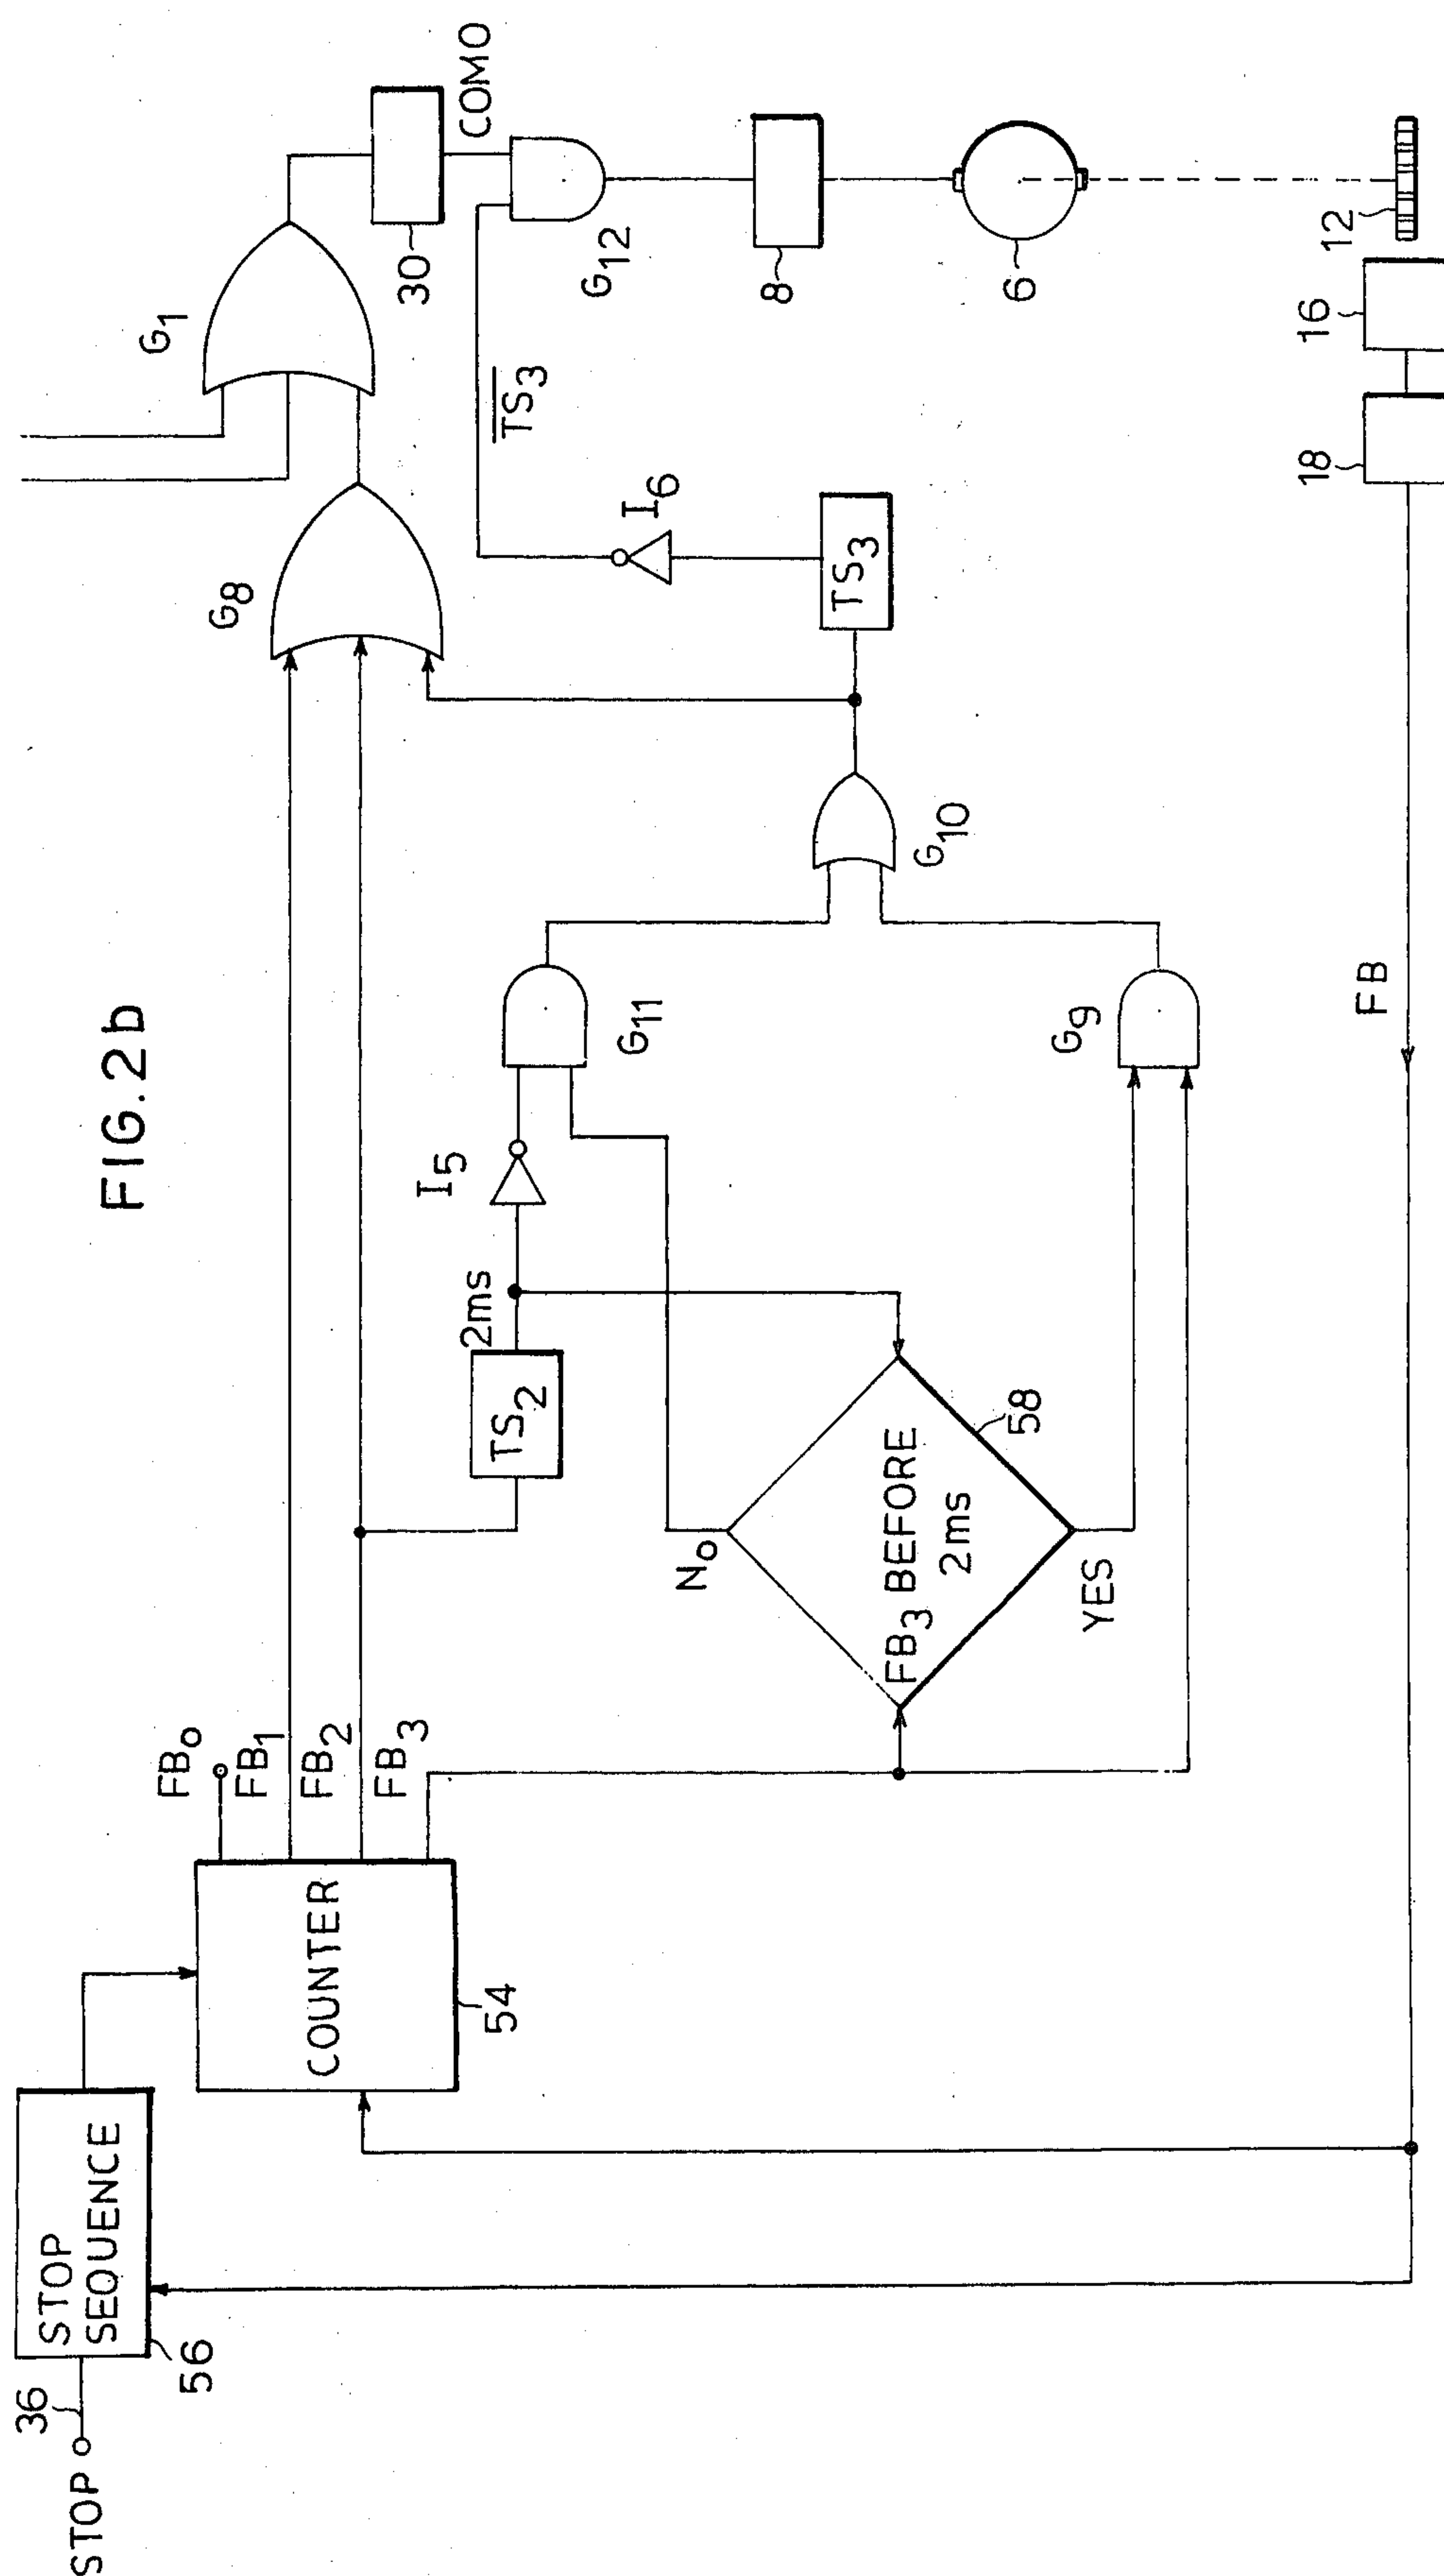 FIG.2b
STOP
36
STOP
SEQUENCE
56
COUNTER
54
FB0
FB1
FB2
FB3
TS2
2ms
I5
G11
No
FB3 BEFORE
2ms
58
YES
G9
G10
G8
G1
TS3
I6
TS3
30
COMO
G12
8
6
12
16
18
FB